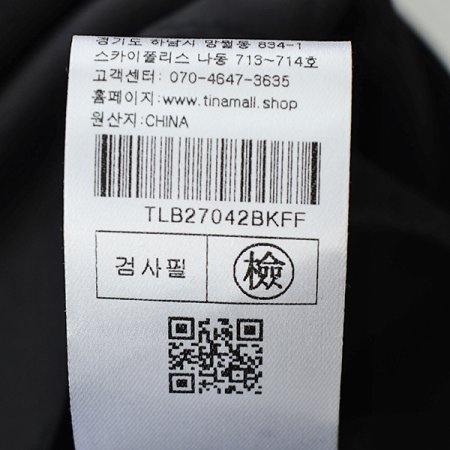 경기도 하남시 망월동 834-1
스카이폴리스 나동 713~714호
고객센터: 070-4647-3635
홈페이지:www.tinamall.shop
원산지:CHINA
TLB27042BKFF
검사필 檢